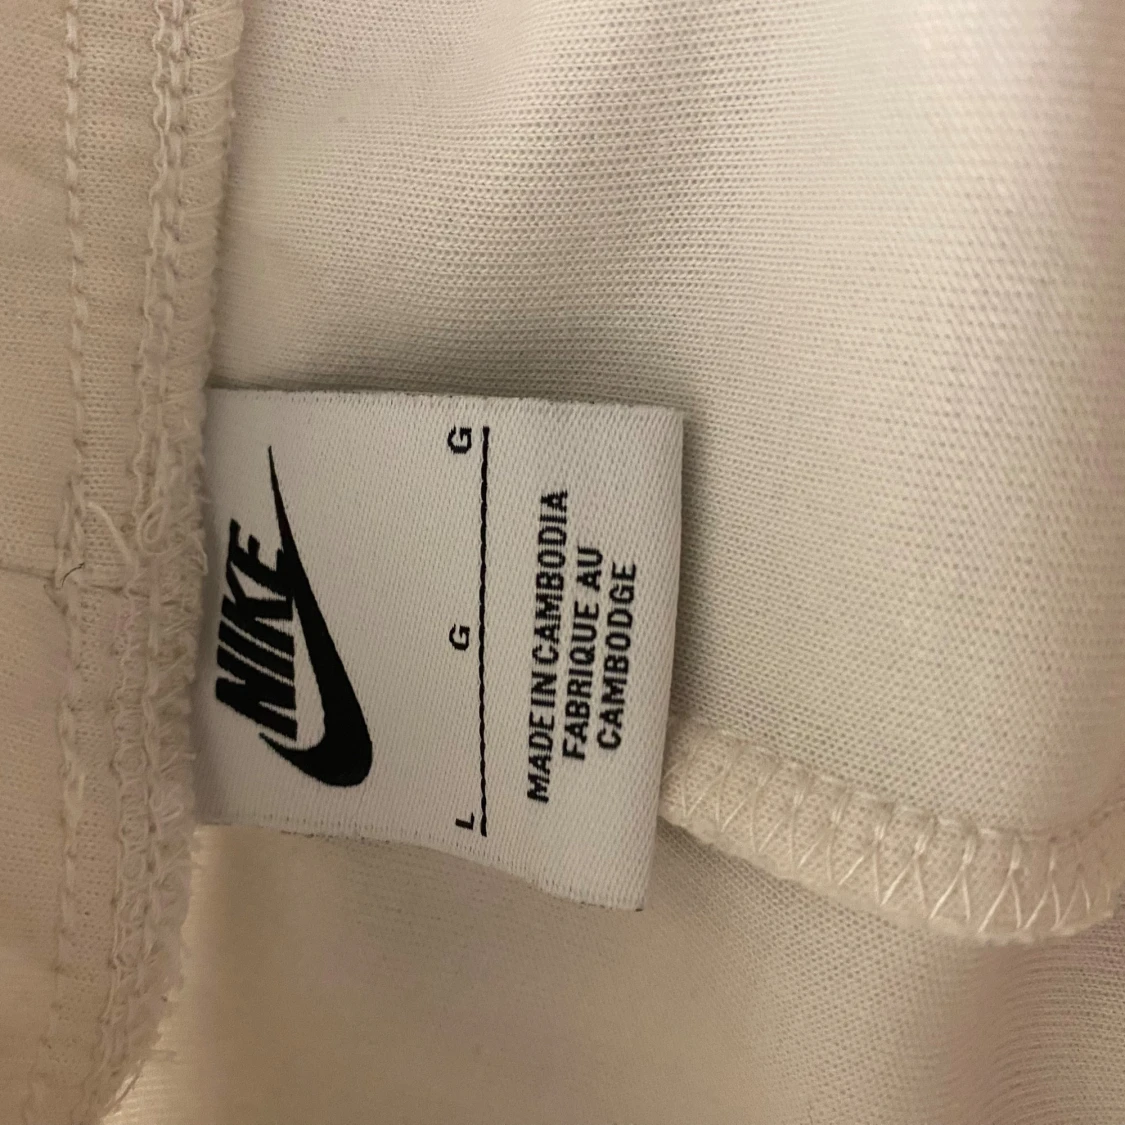 NIKE
L G G
MADE IN CAMBODIA
FABRIQUE AU
CAMBODGE